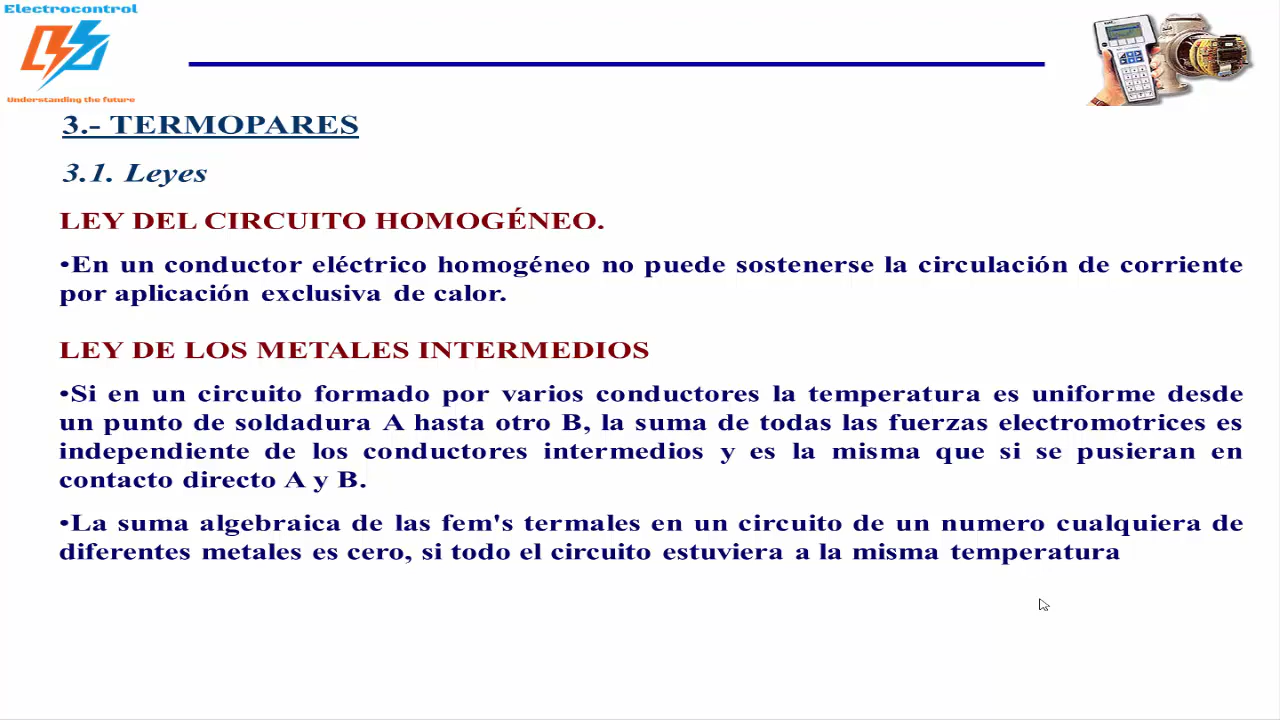 Electrocontrol
Understanding the future
3.- TERMOPARES
3.1. Leyes
LEY DEL CIRCUITO HOMOGÉNEO.
•En un conductor eléctrico homogéneo no puede sostenerse la circulación de corriente
por aplicación exclusiva de calor.
LEY DE LOS METALES INTERMEDIOS
•Si en un circuito formado por varios conductores la temperatura es uniforme desde
un punto de soldadura A hasta otro B, la suma de todas las fuerzas electromotrices es
independiente de los conductores intermedios y es la misma que si se pusieran en
contacto directo A y B.
•La suma algebraica de las fem's termales en un circuito de un numero cualquiera de
diferentes metales es cero, si todo el circuito estuviera a la misma temperatura